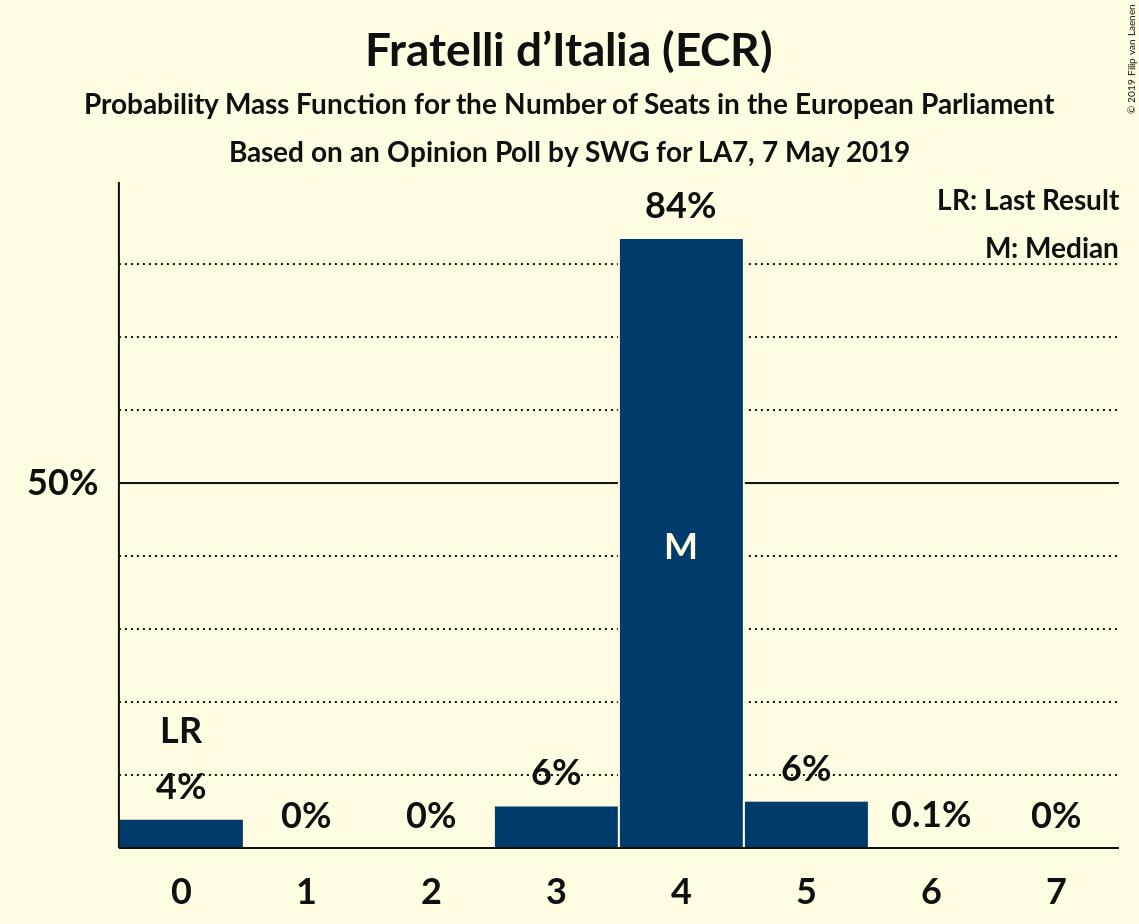 Fratelli d’Italia (ECR)
Probability Mass Function for the Number of Seats in the European Parliament
Based on an Opinion Poll by SWG for LA7, 7 May 2019
© 2019 Filip van Laenen
LR: Last Result
M: Median
84%
50%
M
LR
4%
0%
0%
6%
6%
0.1%
0%
0 1 2 3 4 5 6 7